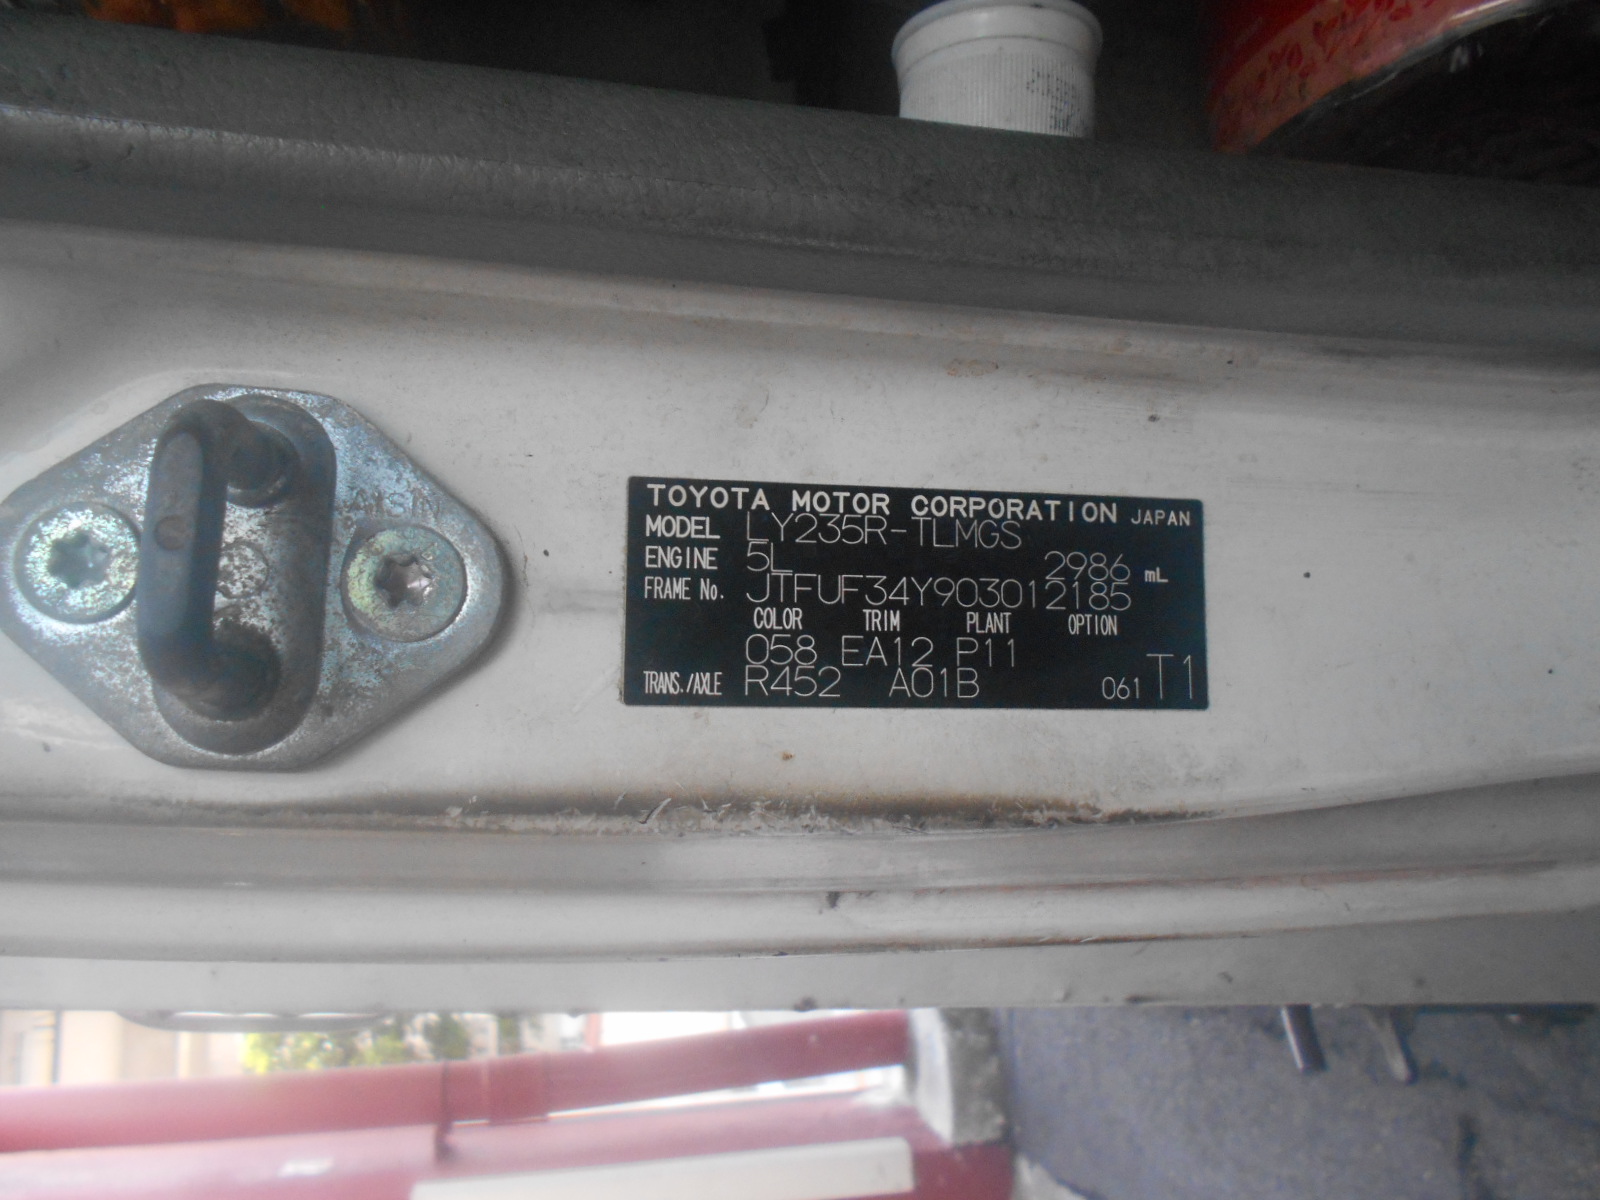 TOYOTA MOTOR CORPORATION JAPAN
MODEL LY235R-TLMGS
ENGINE 5L 2986 mL
FRAME No. JTFUF34Y903012185
COLOR TRIM PLANT OPTION
058 EA12 P11
TRANS./AXLE R452 A01B 061 T1
AISIN